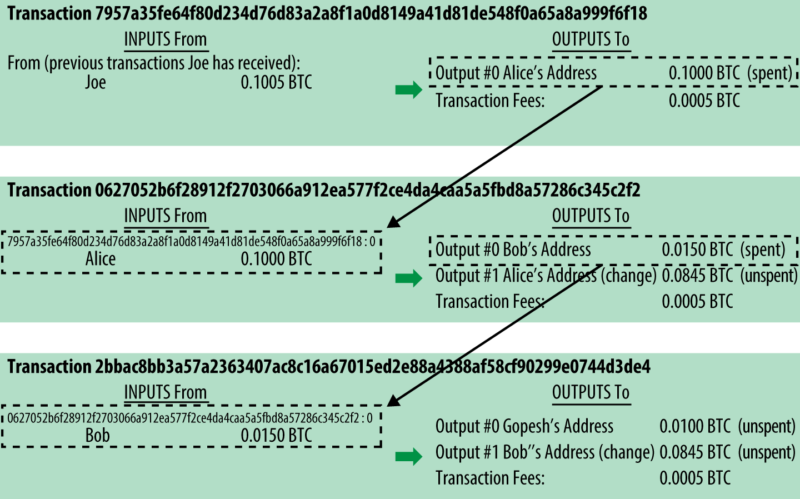 Transaction 7957a35fe64f80d234d76d83a2a8f1a0d8149a41d81de548f0a65a8a999f6f18
INPUTS From
OUTPUTS To
From (previous transactions Joe has received):
Joe 0.1005 BTC
Output #0 Alice's Address 0.1000 BTC (spent)
Transaction Fees: 0.0005 BTC
Transaction 0627052b6f28912f2703066a912ea577f2ce4da4caa5a5fbd8a57286c345c2f2
INPUTS From
OUTPUTS To
7957a35fe64f80d234d76d83a2a8f1a0d8149a41d81de548f0a65a8a999f6f18 : 0
Alice 0.1000 BTC
Output #0 Bob's Address 0.0150 BTC (spent)
Output #1 Alice's Address (change) 0.0845 BTC (unspent)
Transaction Fees: 0.0005 BTC
Transaction 2bbac8bb3a57a2363407ac8c16a67015ed2e88a4388af58cf90299e0744d3de4
INPUTS From
OUTPUTS To
0627052b6f28912f2703066a912ea577f2ce4da4caa5a5fbd8a57286c345c2f2 : 0
Bob 0.0150 BTC
Output #0 Gopesh's Address 0.0100 BTC (unspent)
Output #1 Bob''s Address (change) 0.0845 BTC (unspent)
Transaction Fees: 0.0005 BTC